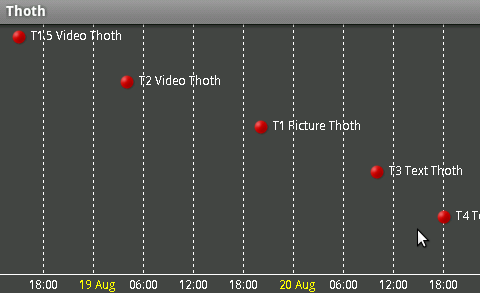 Thoth
T1.5 Video Thoth
T2 Video Thoth
T1 Picture Thoth
T3 Text Thoth
T4 Te
18:00 19 Aug 06:00 12:00 18:00 20 Aug 06:00 12:00 18:00